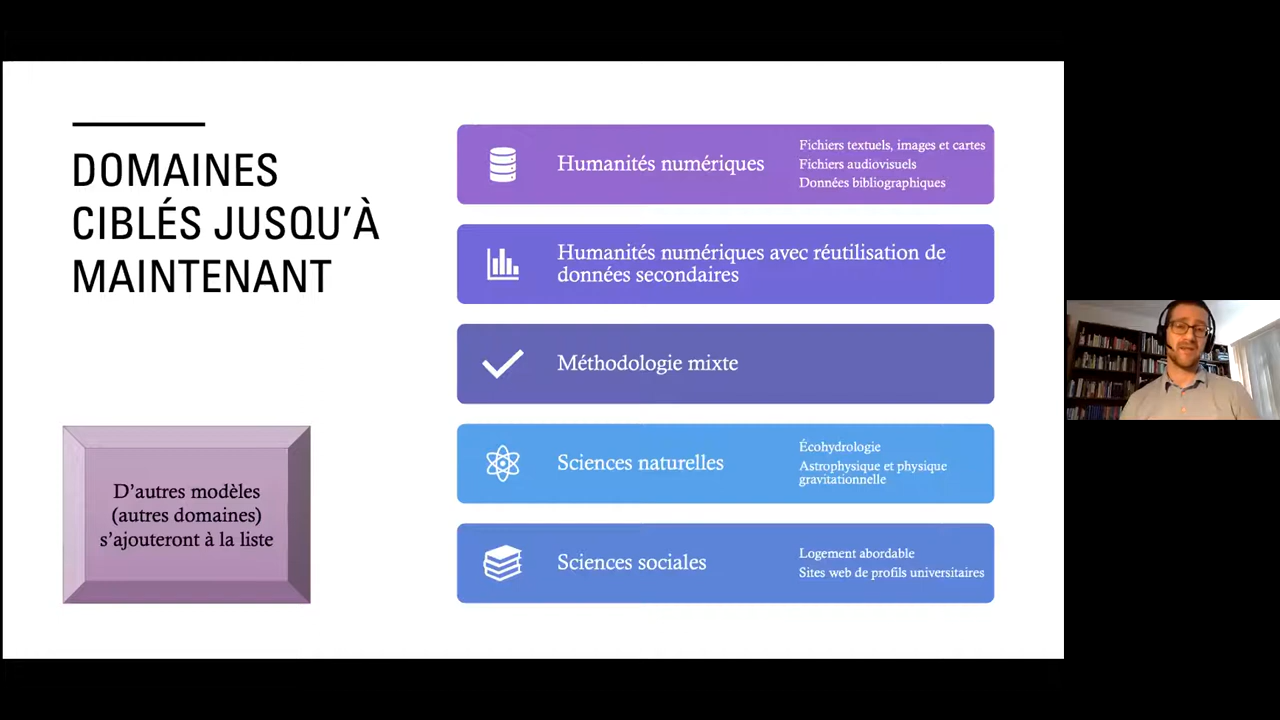 DOMAINES
CIBLÉS JUSQU’À
MAINTENANT
D’autres modèles
(autres domaines)
s’ajouteront à la liste
Humanités numériques
Fichiers textuels, images et cartes
Fichiers audiovisuels
Données bibliographiques
Humanités numériques avec réutilisation de
données secondaires
Méthodologie mixte
Sciences naturelles
Écohydrologie
Astrophysique et physique
gravitationnelle
Sciences sociales
Logement abordable
Sites web de profils universitaires